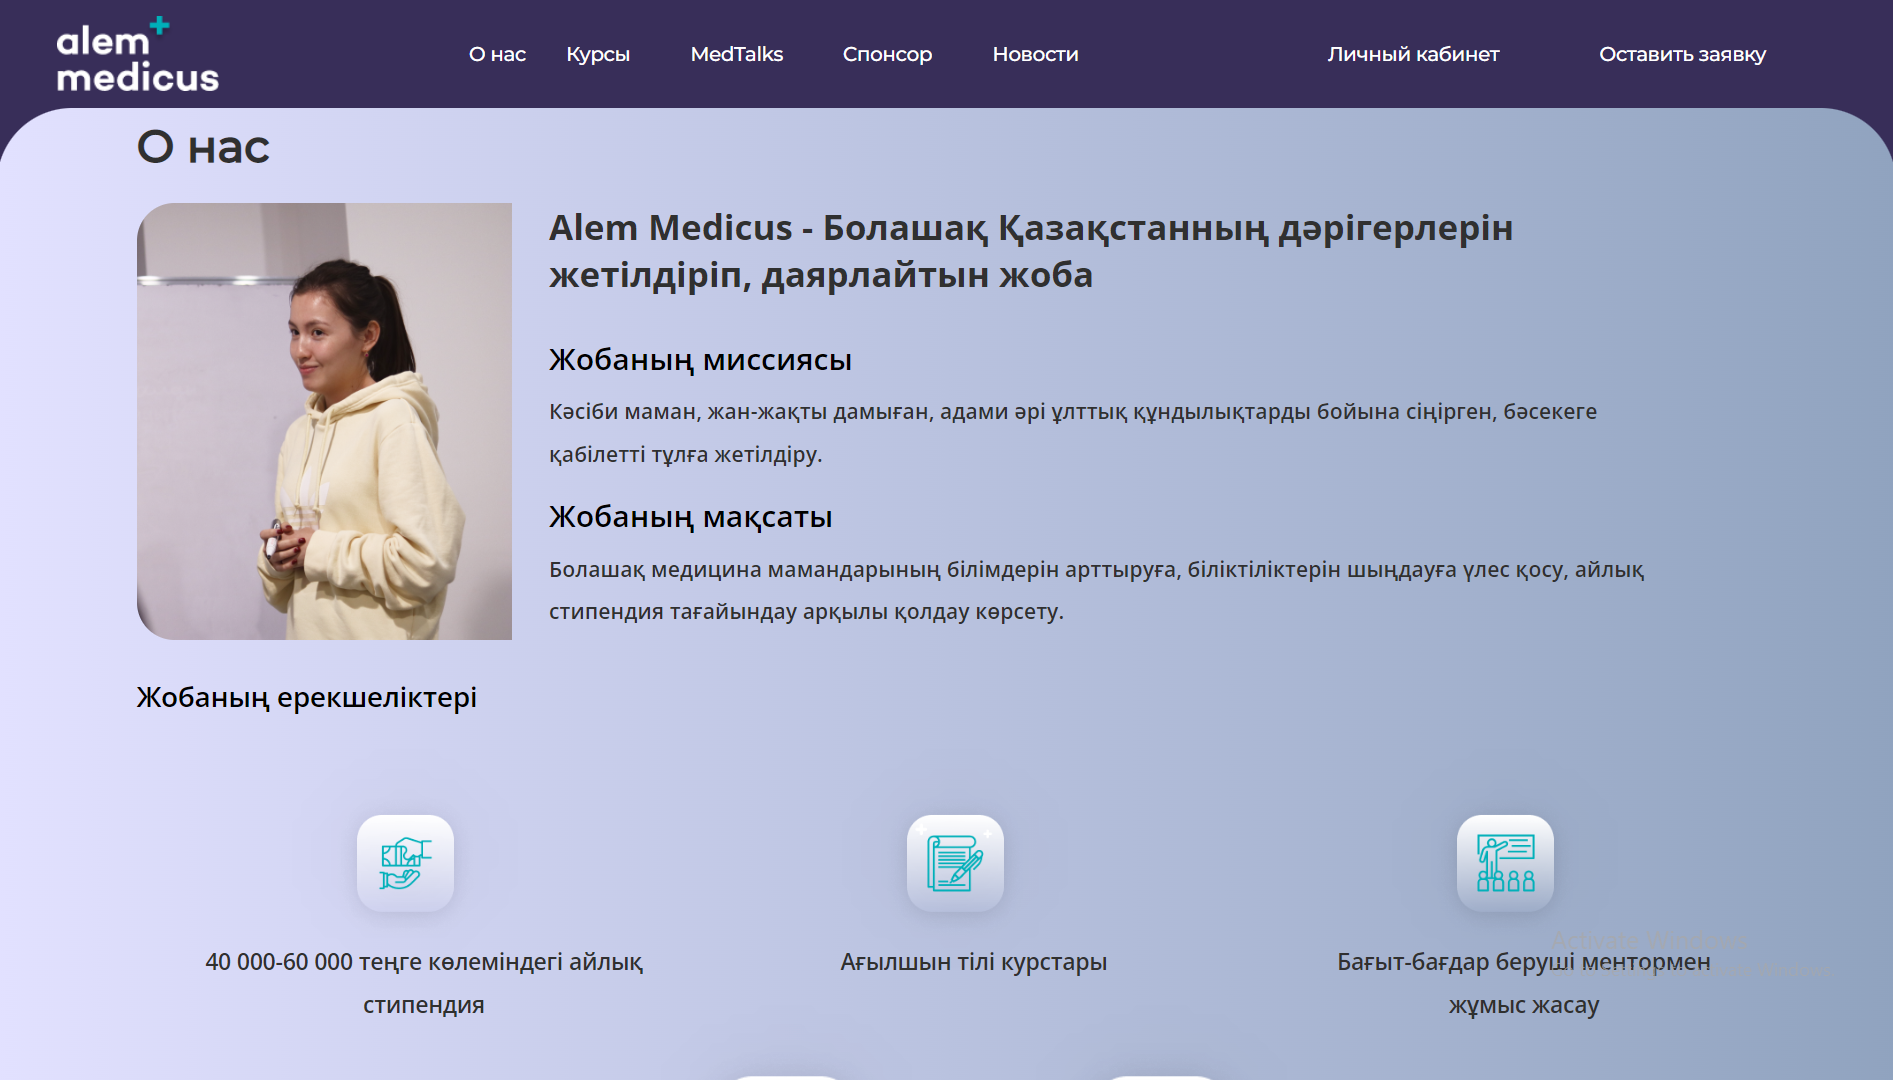 alem
medicus
О нас Курсы MedTalks Спонсор Новости Личный кабинет Оставить заявку
О нас
Alem Medicus - Болашақ Қазақстанның дәрігерлерін
жетілдіріп, даярлайтын жоба
Жобаның миссиясы
Кәсіби маман, жан-жақты дамыған, адами әрі ұлттық құндылықтарды бойына сіңірген, бәсекеге
қабілетті тұлға жетілдіру.
Жобаның мақсаты
Болашақ медицина мамандарының білімдерін арттыруға, біліктіліктерін шыңдауға үлес қосу, айлық
стипендия тағайындау арқылы қолдау көрсету.
Жобаның ерекшеліктері
40 000-60 000 теңге көлеміндегі айлық
стипендия
Ағылшын тілі курстары
Бағыт-бағдар беруші ментормен
жұмыс жасау